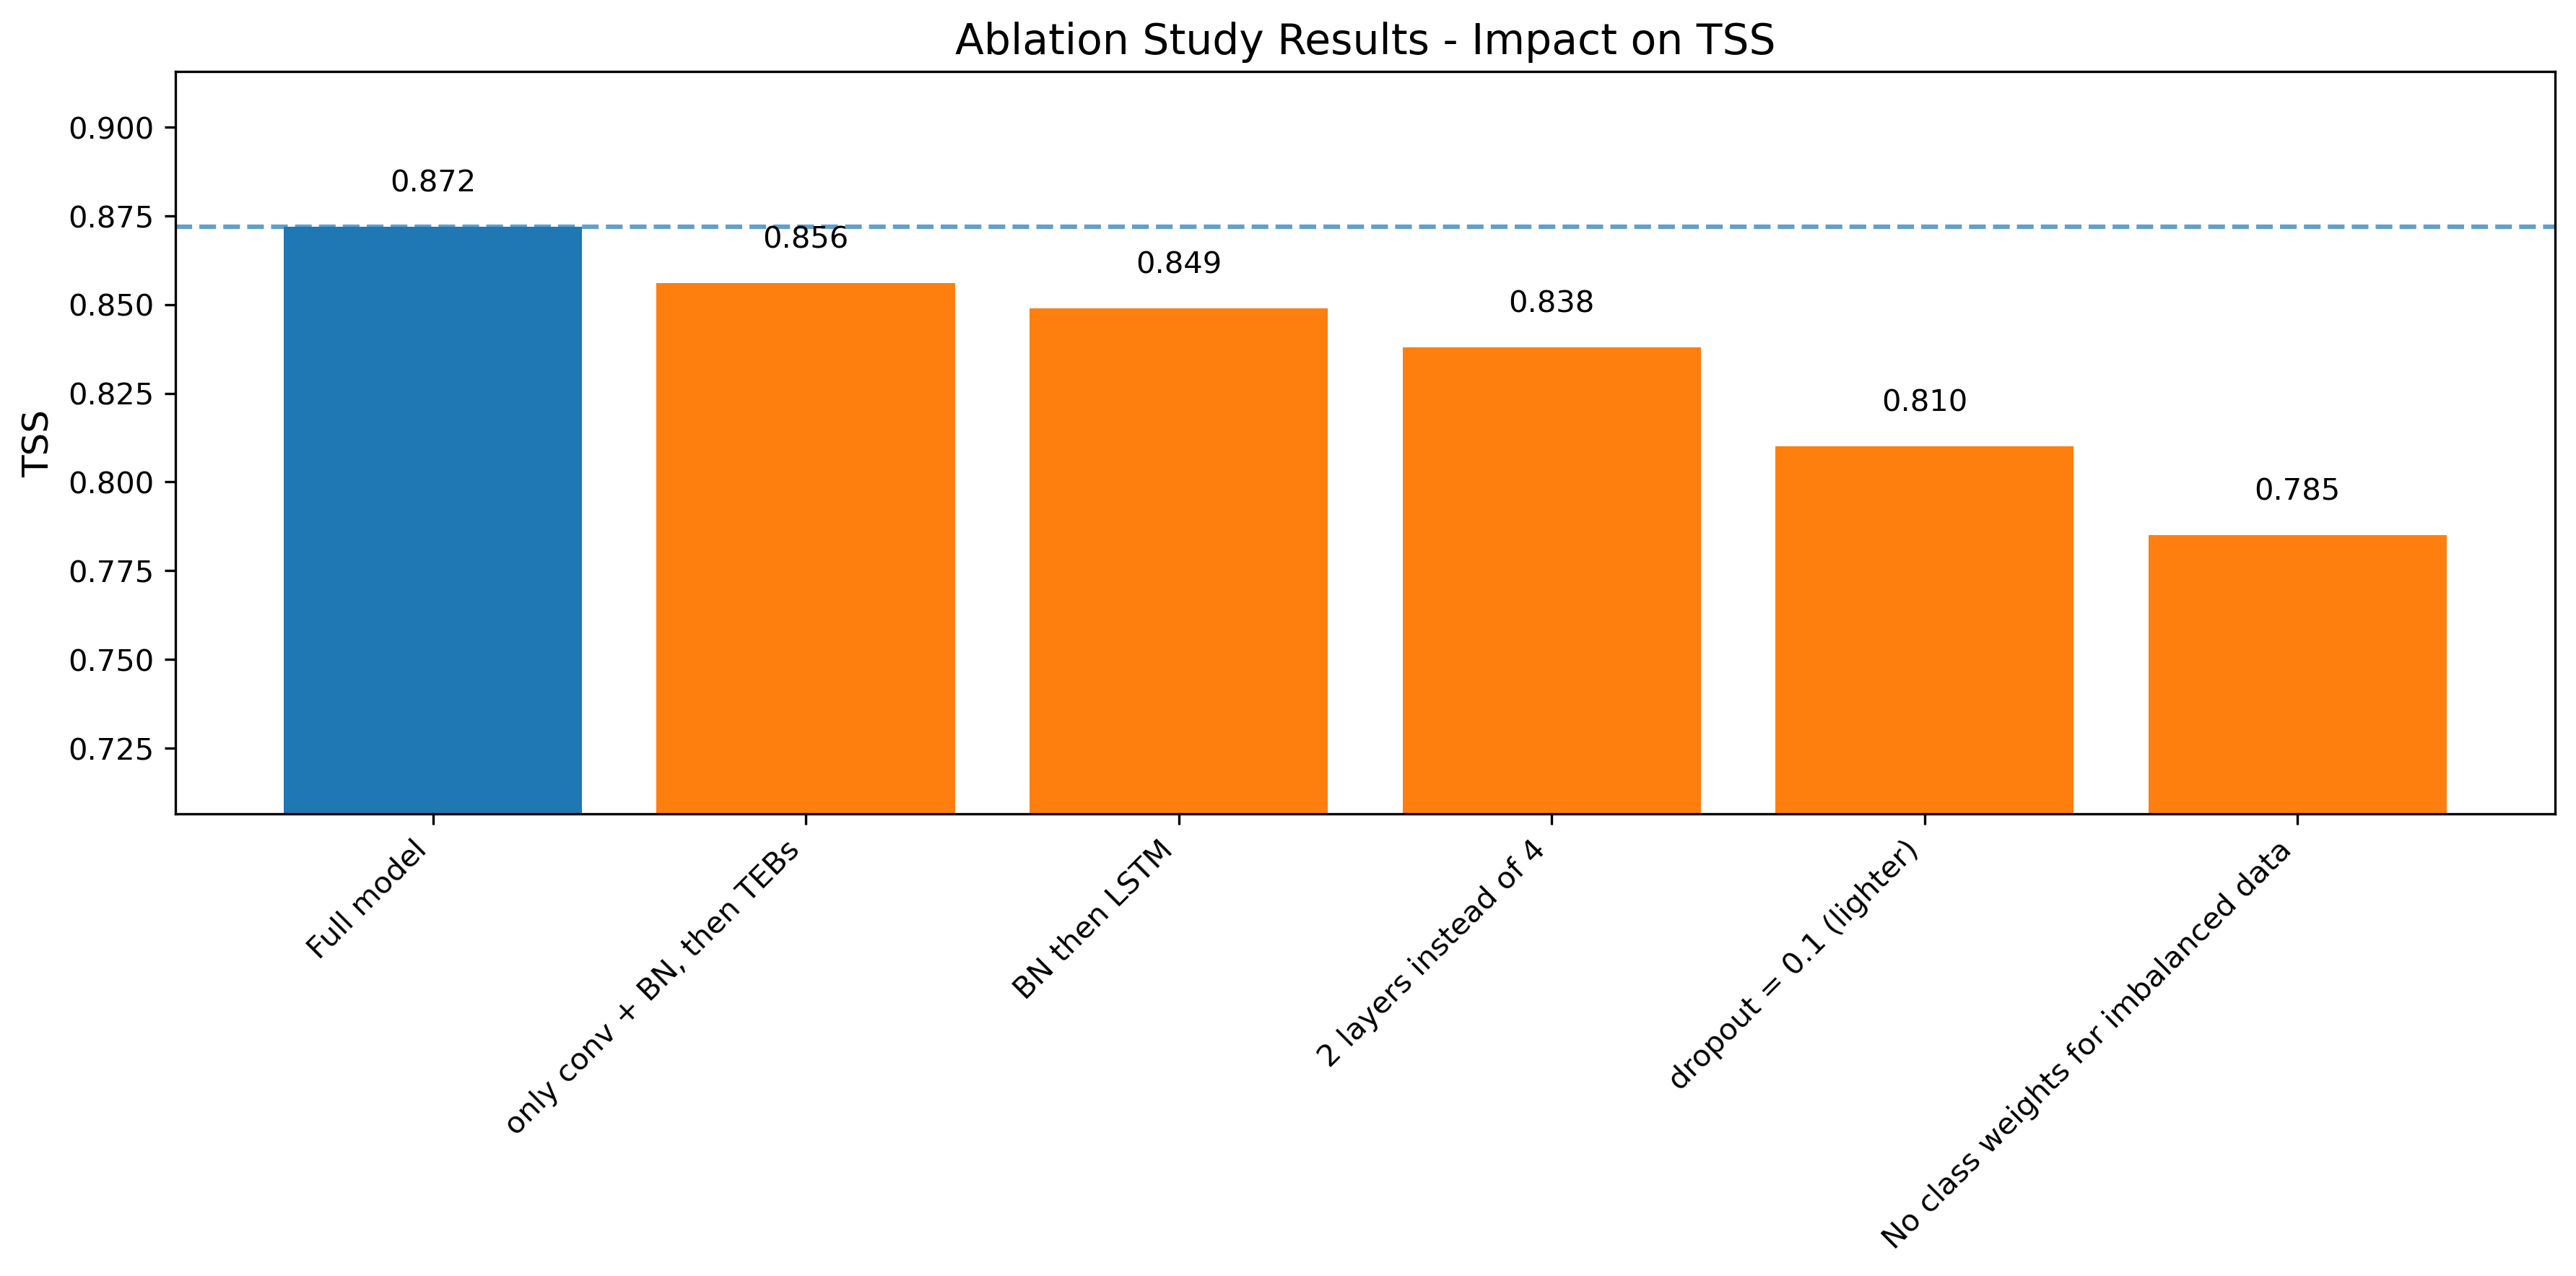 Ablation Study Results - Impact on TSS
TSS
0.900
0.875
0.850
0.825
0.800
0.775
0.750
0.725
0.872
0.856
0.849
0.838
0.810
0.785
Full model
only conv + BN, then TEBs
BN then LSTM
2 layers instead of 4
dropout = 0.1 (lighter)
No class weights for imbalanced data